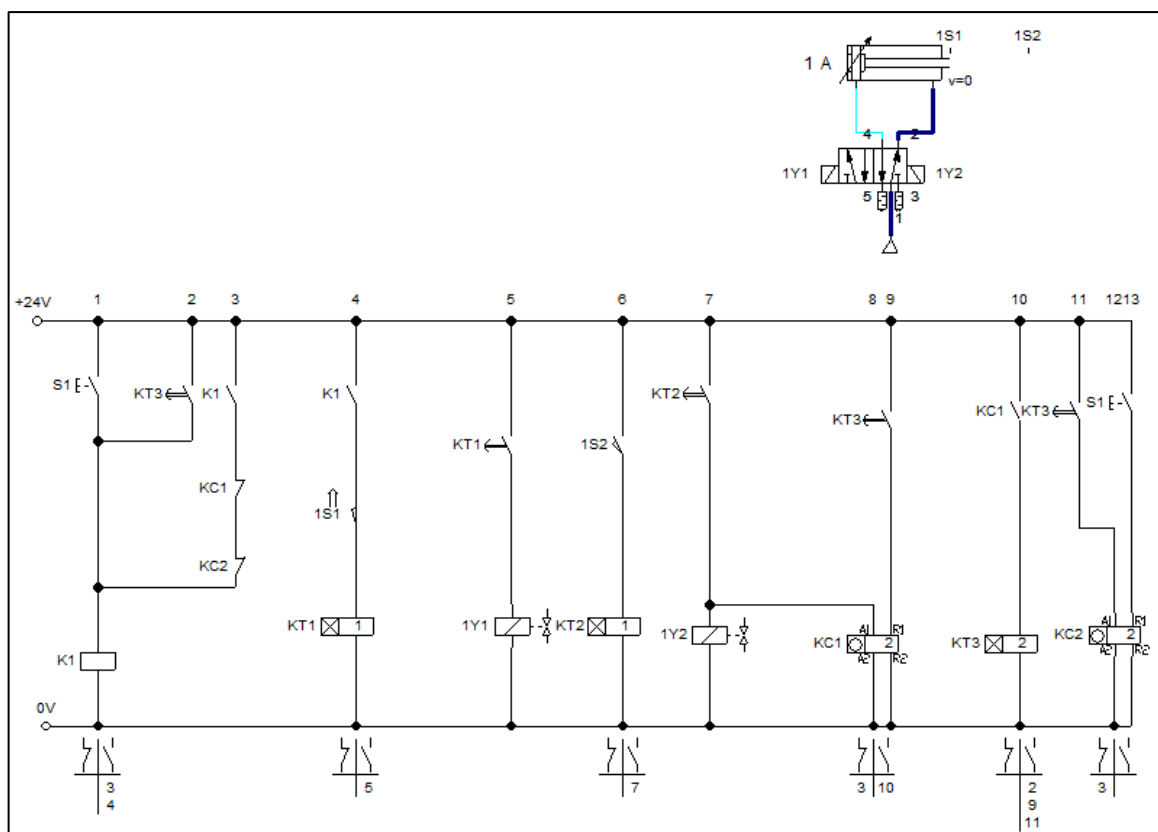 1S1 1S2
1 A
v=0
4 2
1Y1 1Y2
5 3
1
1 2 3 4 5 6 7 8 9 10 11 12 13
+24V
S1 KT3 K1 K1 KT2 KC1 KT3 S1
KT1 1S2 KT3
KC1 1S1
KC2
KT1 1 1Y1 KT2 1 1Y2 A1 R1 A1 R1
KC1 2 KT3 2 KC2 2
K1 A2 R2 A2 R2
0V
3 5 7 3 10 2 3
4 9
11